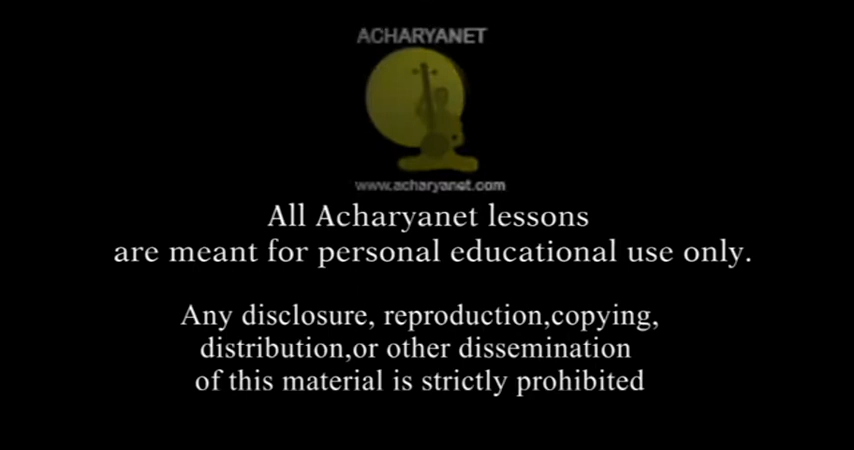 ACHARYANET
www.acharyanet.com
All Acharyanet lessons
are meant for personal educational use only.
Any disclosure, reproduction,copying,
distribution,or other dissemination
of this material is strictly prohibited